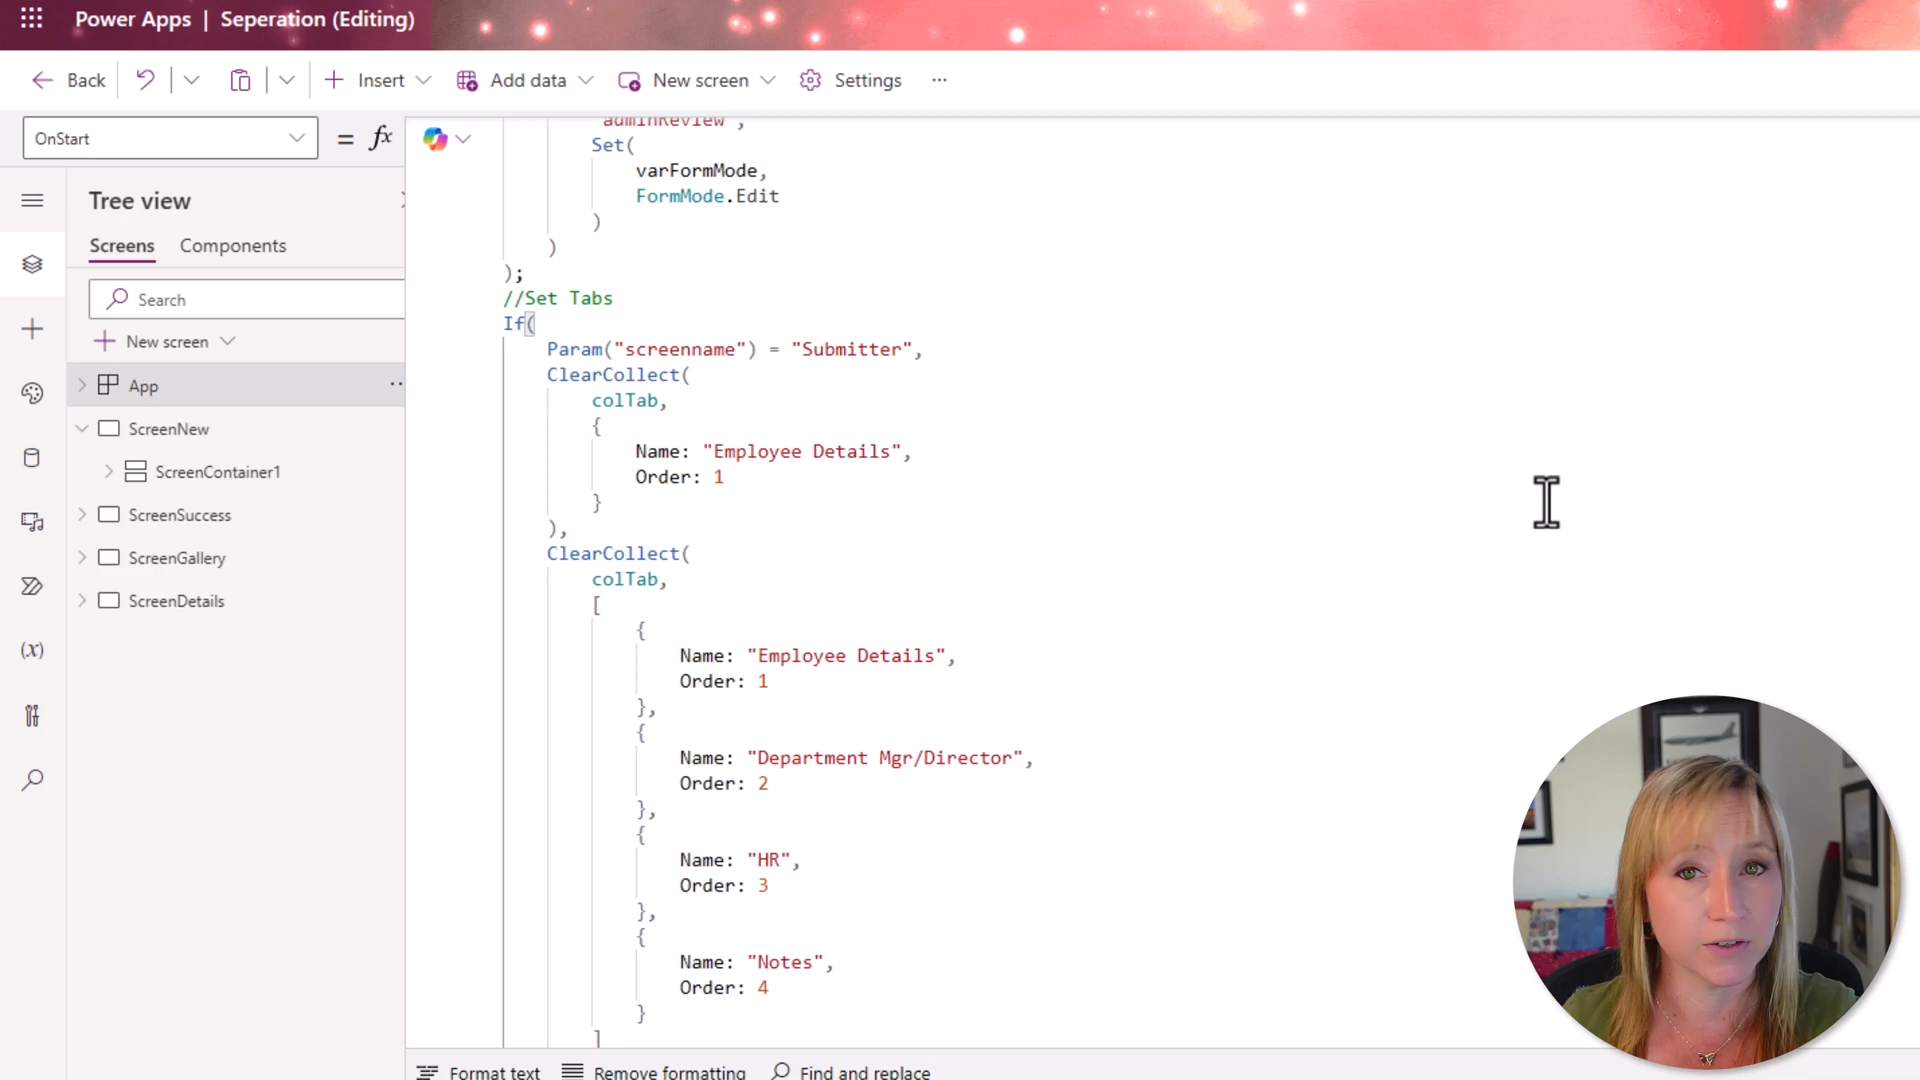 Power Apps | Seperation (Editing)
Back Insert Add data New screen Settings ...
OnStart = fx
Tree view
Screens Components
Search
New screen
App
ScreenNew
ScreenContainer1
ScreenSuccess
ScreenGallery
ScreenDetails
(x)
"adminReview",
Set(
varFormMode,
FormMode.Edit
)
)
);
//Set Tabs
If(
Param("screenname") = "Submitter",
ClearCollect(
colTab,
{
Name: "Employee Details",
Order: 1
}
),
ClearCollect(
colTab,
[
{
Name: "Employee Details",
Order: 1
},
{
Name: "Department Mgr/Director",
Order: 2
},
{
Name: "HR",
Order: 3
},
{
Name: "Notes",
Order: 4
}
]
Format text Remove formatting Find and replace